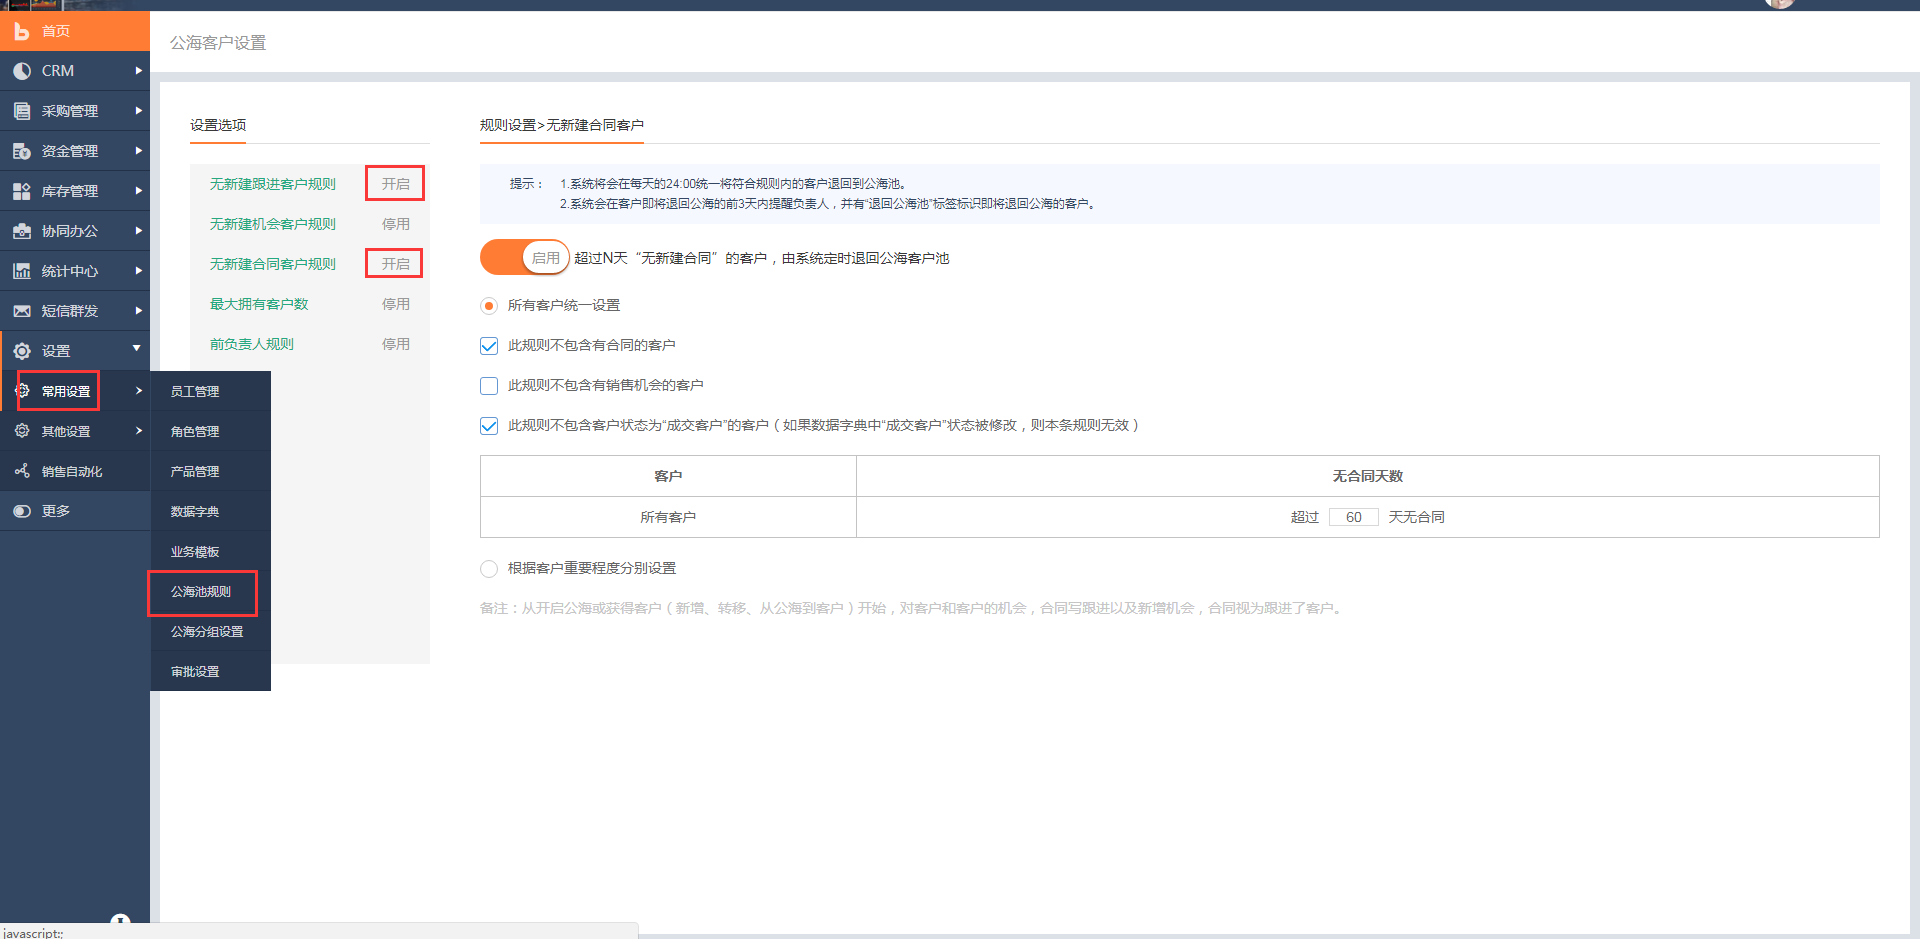 首页
CRM
采购管理
资金管理
库存管理
协同办公
统计中心
短信群发
设置
常用设置
其他设置
销售自动化
更多
员工管理
角色管理
产品管理
数据字典
业务模板
公海池规则
公海分组设置
审批设置
公海客户设置
设置选项
无新建跟进客户规则 开启
无新建机会客户规则 停用
无新建合同客户规则 开启
最大拥有客户数 停用
前负责人规则 停用
规则设置>无新建合同客户
提示： 1.系统将会在每天的24:00统一将符合规则内的客户退回到公海池。
2.系统会在客户即将退回公海的前3天内提醒负责人，并有“退回公海池”标签标识即将退回公海的客户。
启用 超过N天“无新建合同”的客户，由系统定时退回公海客户池
所有客户统一设置
此规则不包含有合同的客户
此规则不包含有销售机会的客户
此规则不包含客户状态为“成交客户”的客户（如果数据字典中“成交客户”状态被修改，则本条规则无效）
客户 无合同天数
所有客户 超过 60 天无合同
根据客户重要程度分别设置
备注：从开启公海或获得客户（新增、转移、从公海到客户）开始，对客户和客户的机会，合同写跟进以及新增机会，合同视为跟进了客户。
javascript:;